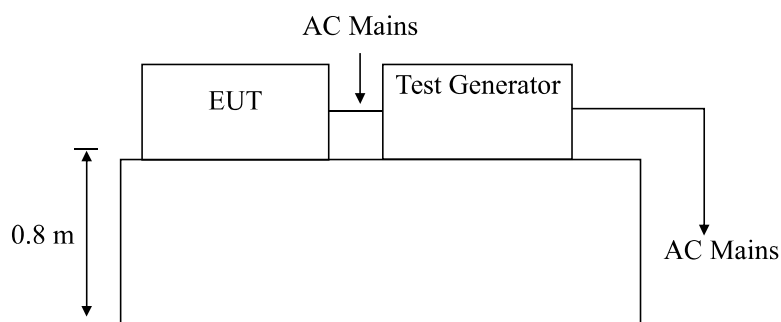 AC Mains
EUT
Test Generator
0.8 m
AC Mains